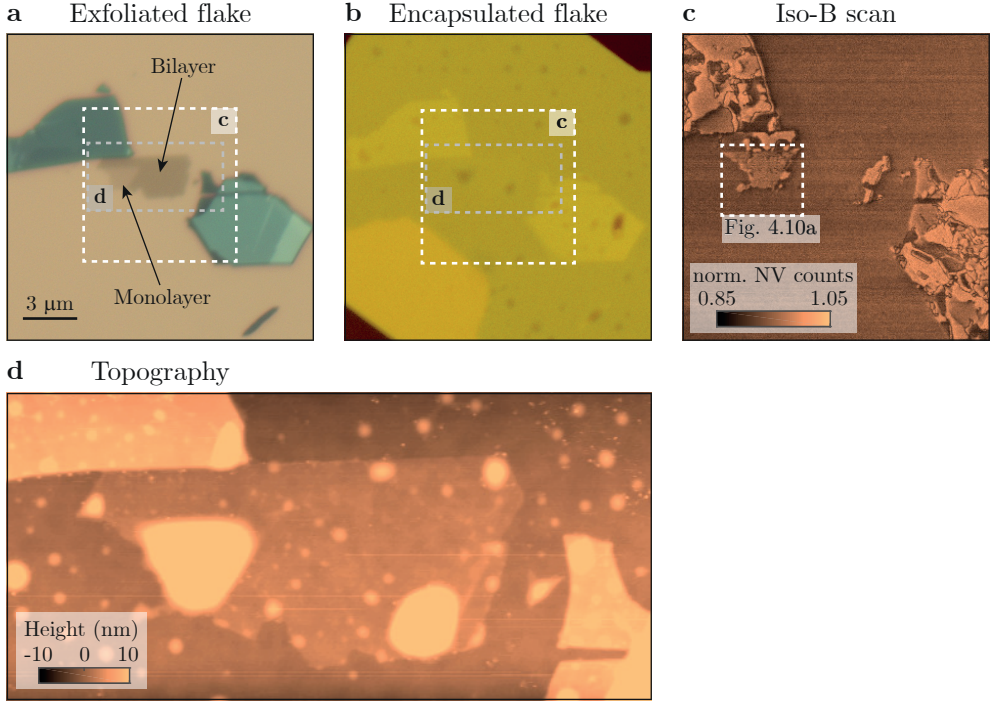 a Exfoliated flake
Bilayer
c
d
Monolayer
3 μm
b Encapsulated flake
c
d
c Iso-B scan
Fig. 4.10a
norm. NV counts
0.85 1.05
d Topography
Height (nm)
-10 0 10